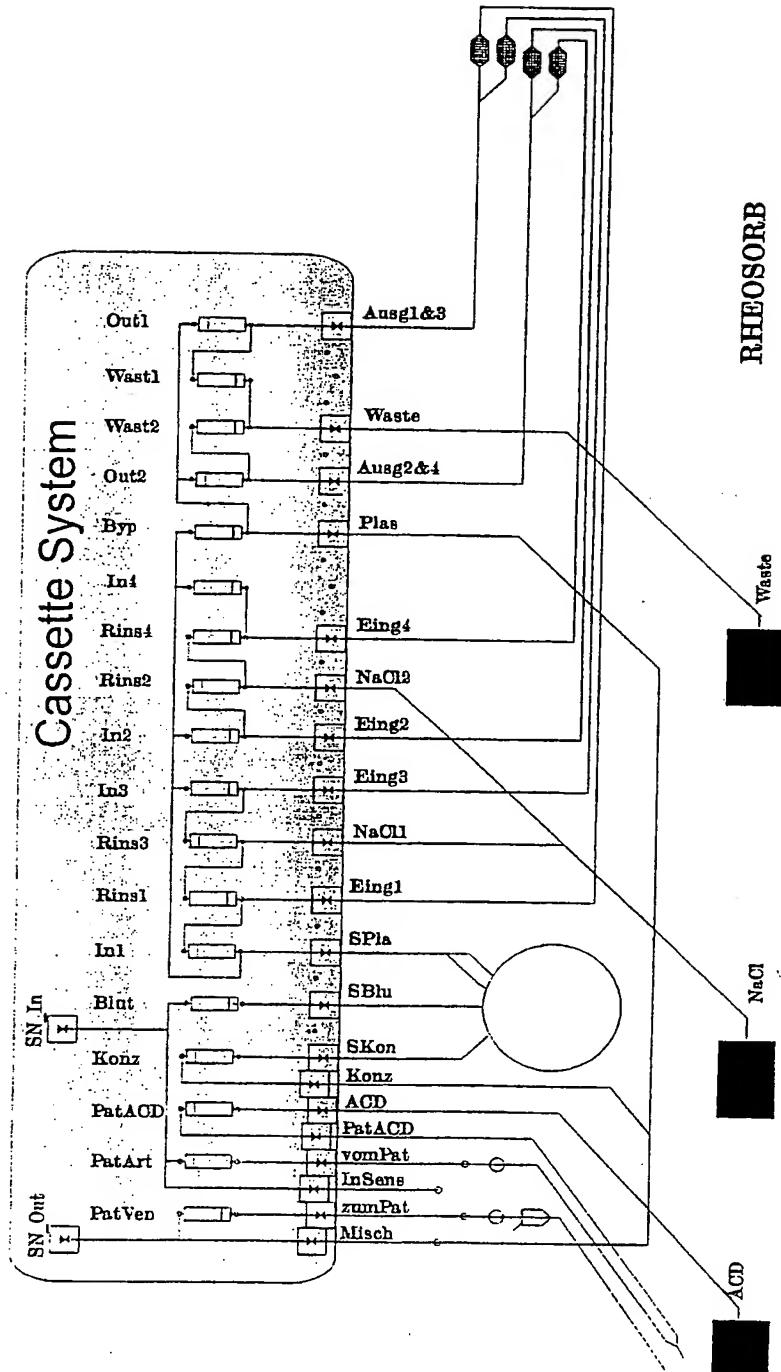 Cassette System
Out1
Wast1
Wast2
Out2
Byp
In4
Rins4
Rins2
In2
In3
Rins3
Rins1
In1
Blut
Konz
PatACD
PatArt
PatVen
SN_In
SN_Out
Ausg1&3
Waste
Ausg2&4
Plas
Eing4
NaCl2
Eing2
Eing3
NaCl1
Eing1
SPla
SBlu
SKon
Konz
ACD
PatACD
vomPat
InSens
zumPat
Misch
RHEOSORB
Waste
NaCl
ACD